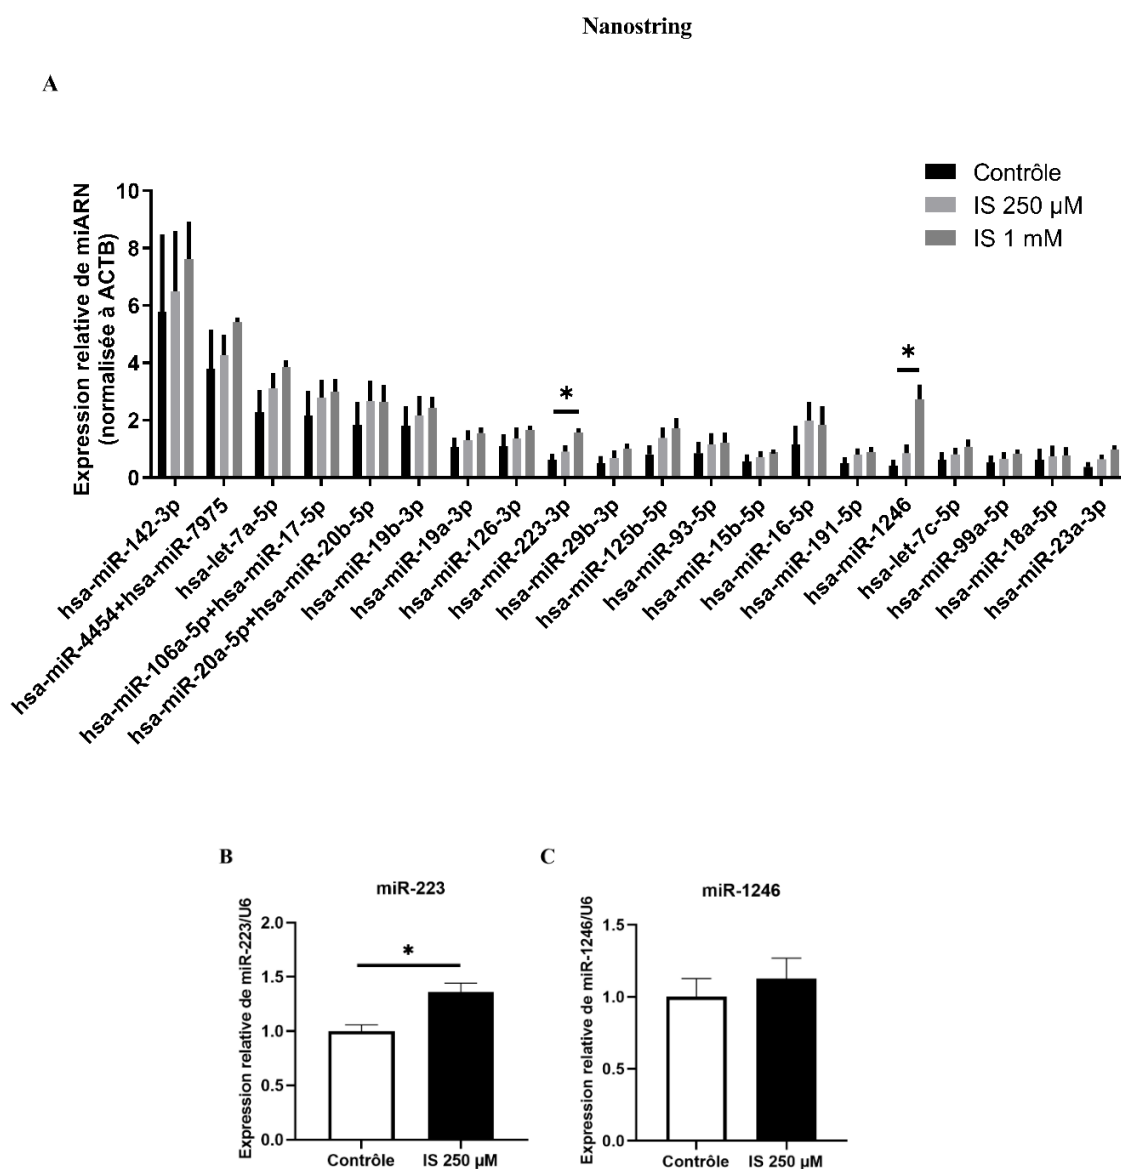 Nanostring
A
Contrôle
IS 250 µM
IS 1 mM
Expression relative de miARN
(normalisée à ACTB)
10
8
6
4
2
0
*
*
hsa-miR-142-3p
hsa-miR-4454+hsa-miR-7975
hsa-let-7a-5p
hsa-miR-106a-5p+hsa-miR-17-5p
hsa-miR-20a-5p+hsa-miR-20b-5p
hsa-miR-19b-3p
hsa-miR-19a-3p
hsa-miR-126-3p
hsa-miR-223-3p
hsa-miR-29b-3p
hsa-miR-125b-5p
hsa-miR-93-5p
hsa-miR-15b-5p
hsa-miR-16-5p
hsa-miR-191-5p
hsa-miR-1246
hsa-let-7c-5p
hsa-miR-99a-5p
hsa-miR-18a-5p
hsa-miR-23a-3p
B
miR-223
Expression relative de miR-223/U6
2.0
1.5
1.0
0.5
0.0
*
Contrôle
IS 250 µM
C
miR-1246
Expression relative de miR-1246/U6
1.5
1.0
0.5
0.0
Contrôle
IS 250 µM